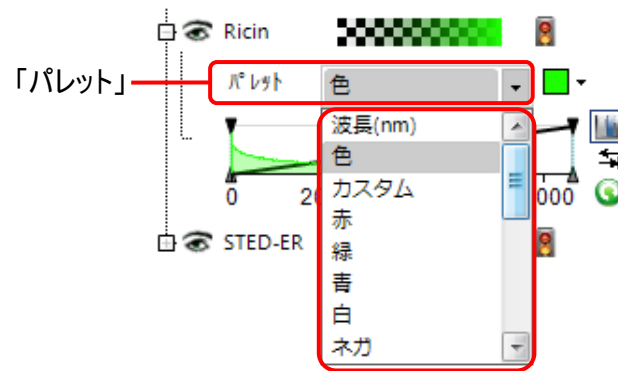 Ricin
「パレット」
パレット 色
波長(nm)
色
カスタム
赤
緑
青
白
ネガ
0 2 000
STED-ER